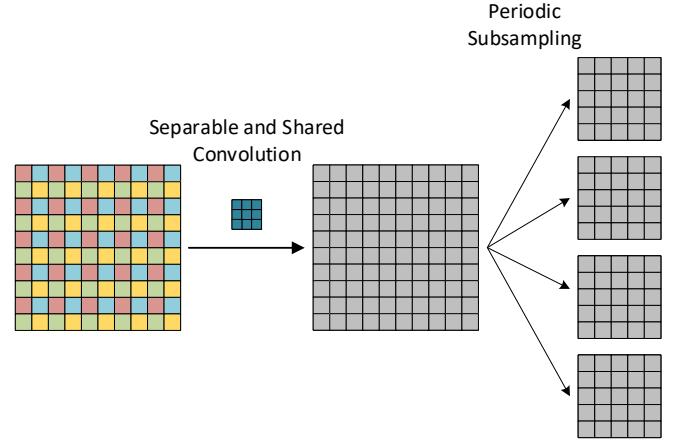 Periodic
Subsampling
Separable and Shared
Convolution